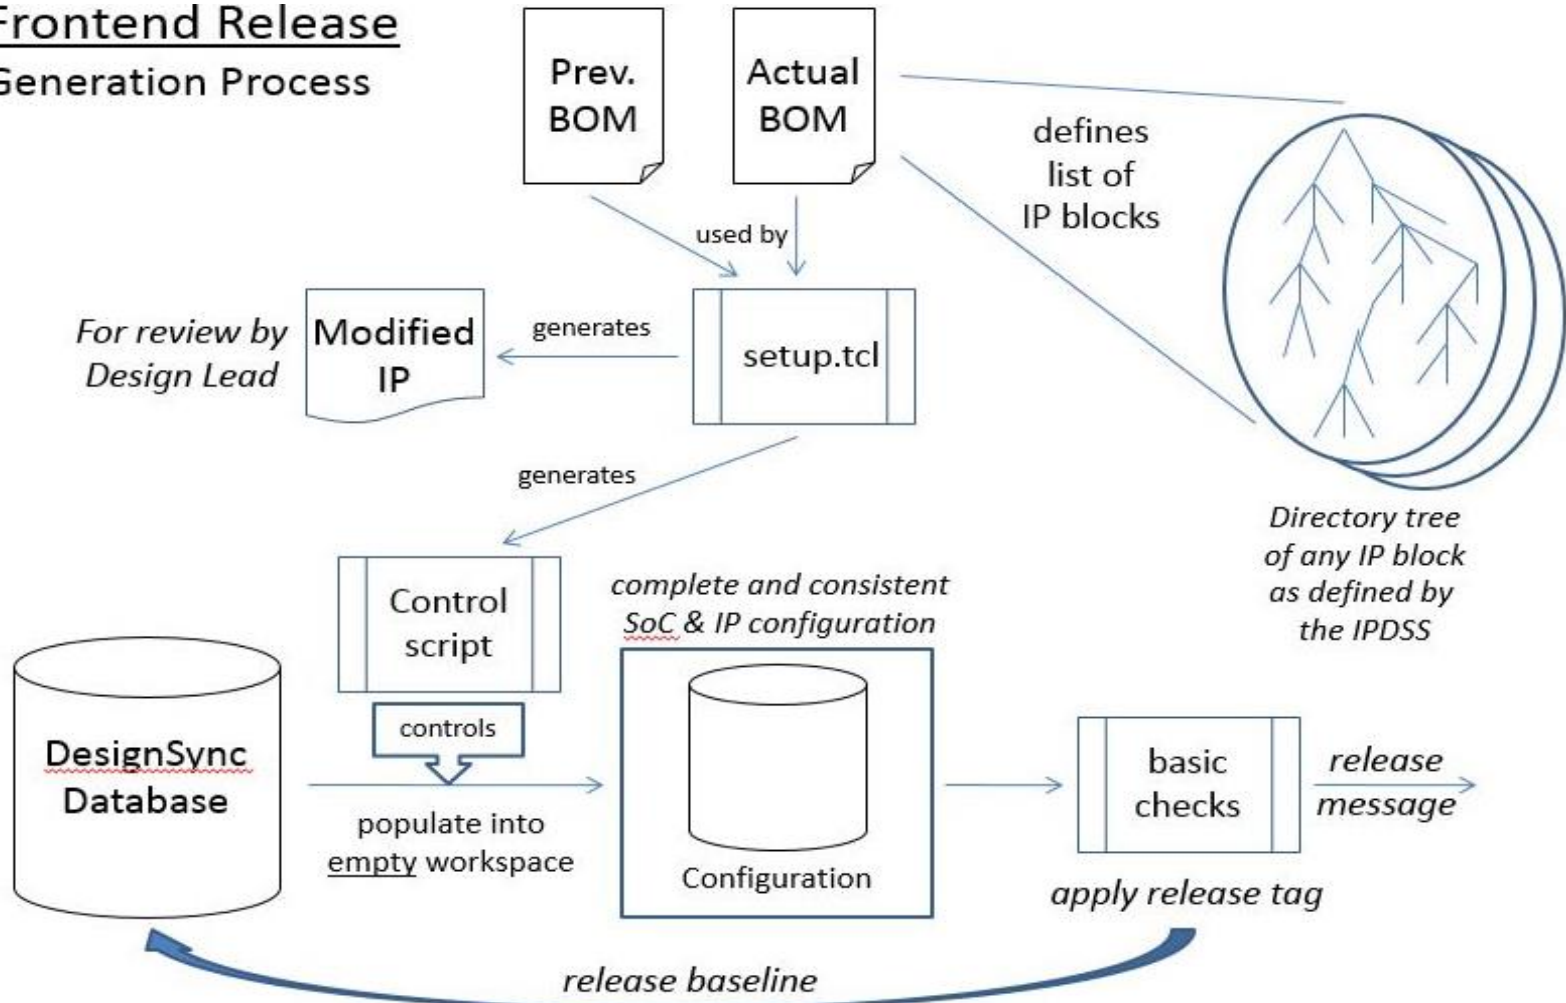 Frontend Release
Generation Process
Prev.
BOM
Actual
BOM
defines
list of
IP blocks
used by
For review by
Design Lead
Modified
IP
generates
setup.tcl
generates
Directory tree
of any IP block
as defined by
the IPDSS
Control
script
complete and consistent
SoC & IP configuration
controls
DesignSync
Database
populate into
empty workspace
Configuration
basic
checks
release
message
apply release tag
release baseline